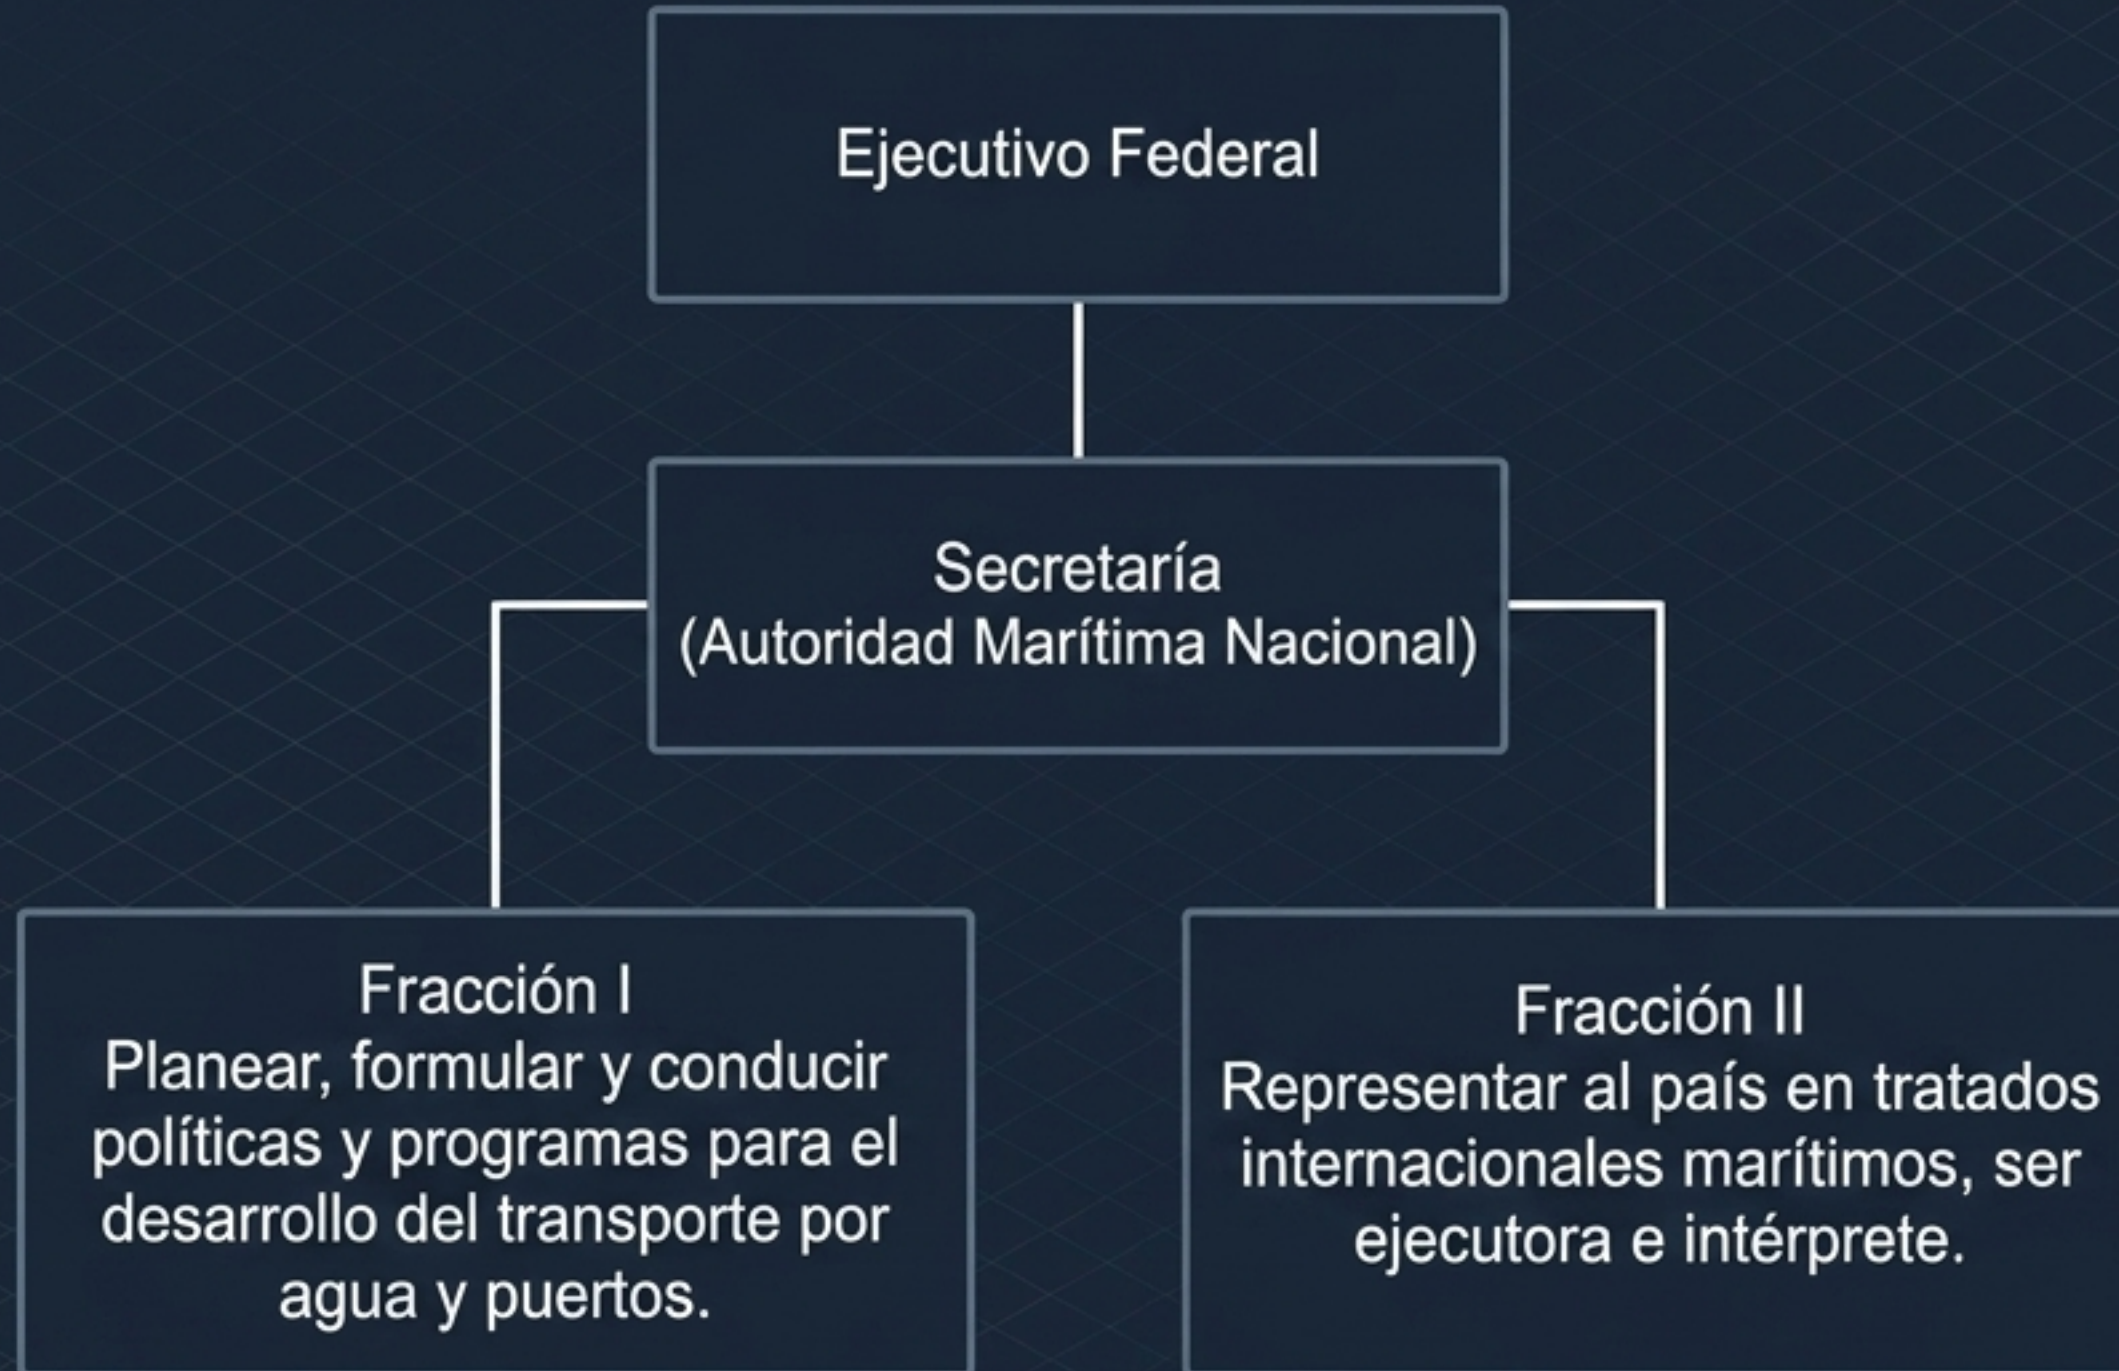 Ejecutivo Federal
Secretaría
(Autoridad Marítima Nacional)
Fracción I
Planear, formular y conducir
políticas y programas para el
desarrollo del transporte por
agua y puertos.
Fracción II
Representar al país en tratados
internacionales marítimos, ser
ejecutora e intérprete.